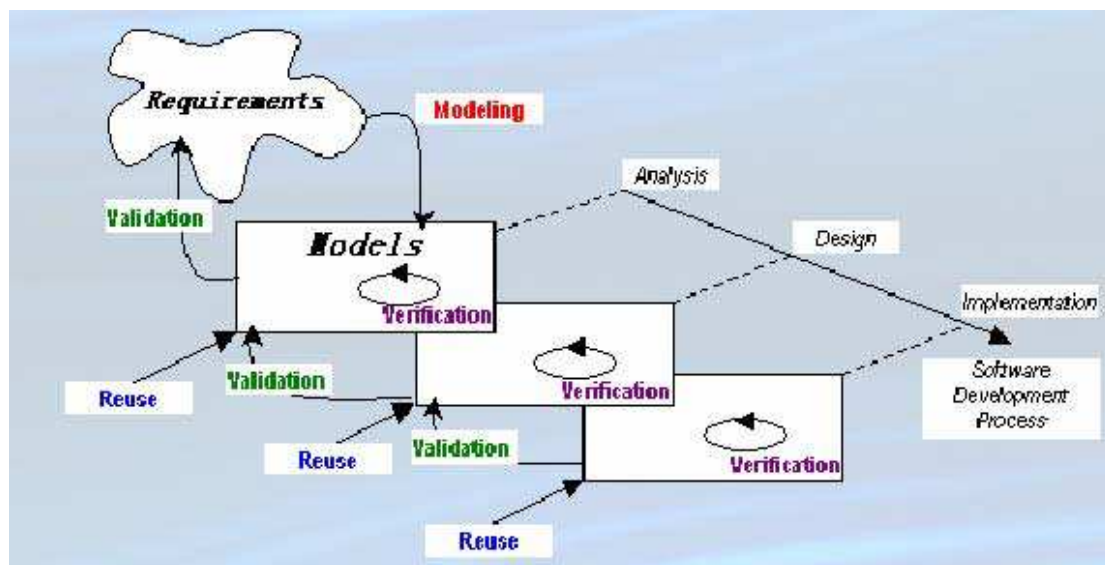 Requirements
Modeling
Analysis
Validation
Models
Design
Verification
Implementation
Reuse
Validation
Verification
Software
Development
Process
Reuse
Validation
Verification
Reuse